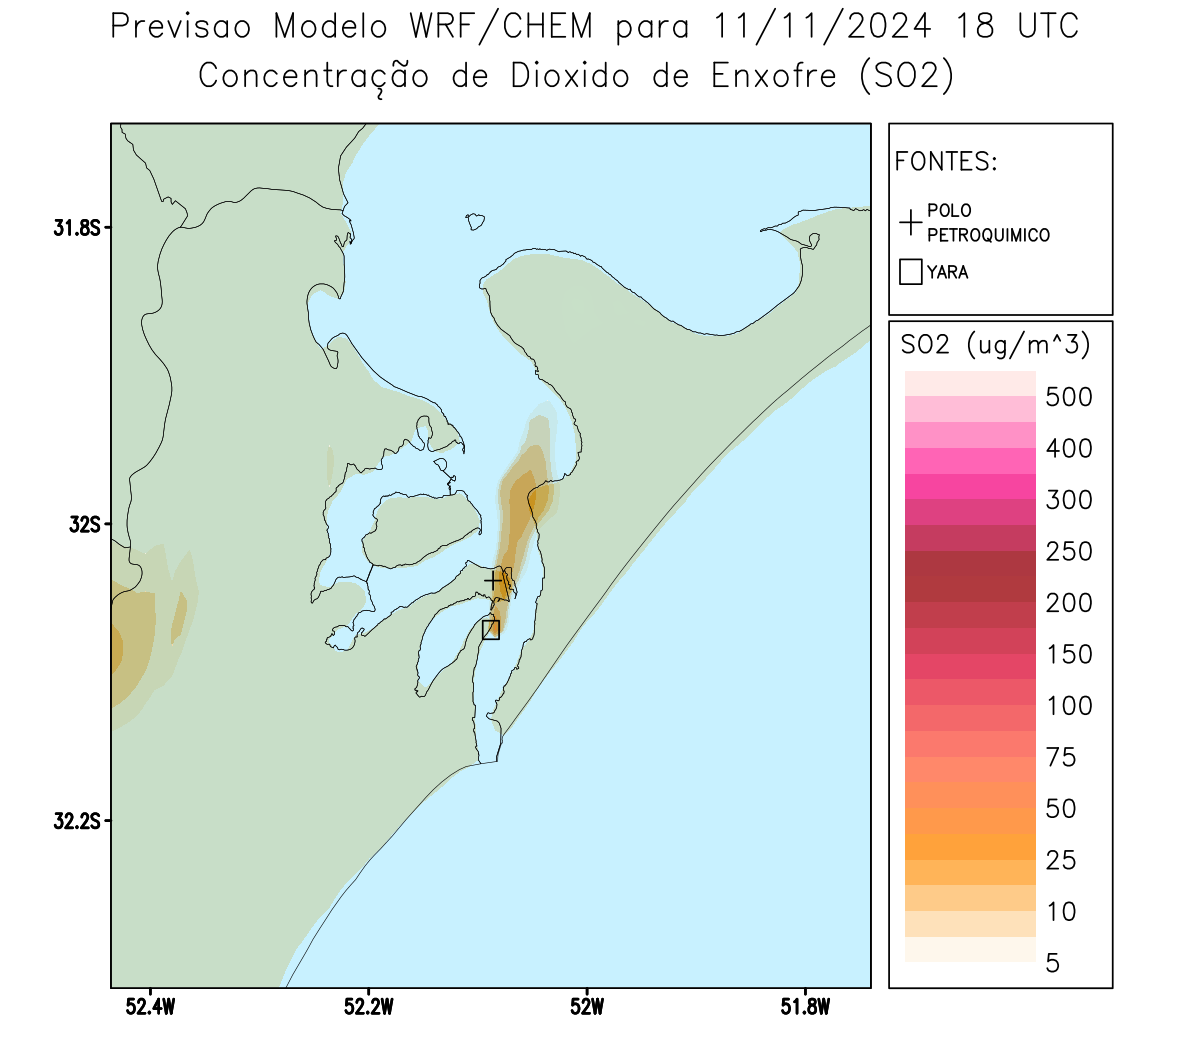 Previsao Modelo WRF/CHEM para 11/11/2024 18 UTC
Concentração de Dioxido de Enxofre (SO2)
FONTES:
POLO
PETROQUIMICO
YARA
SO2 (ug/m^3)
500
400
300
250
200
150
100
75
50
25
10
5
31.8S
32S
32.2S
52.4W
52.2W
52W
51.8W